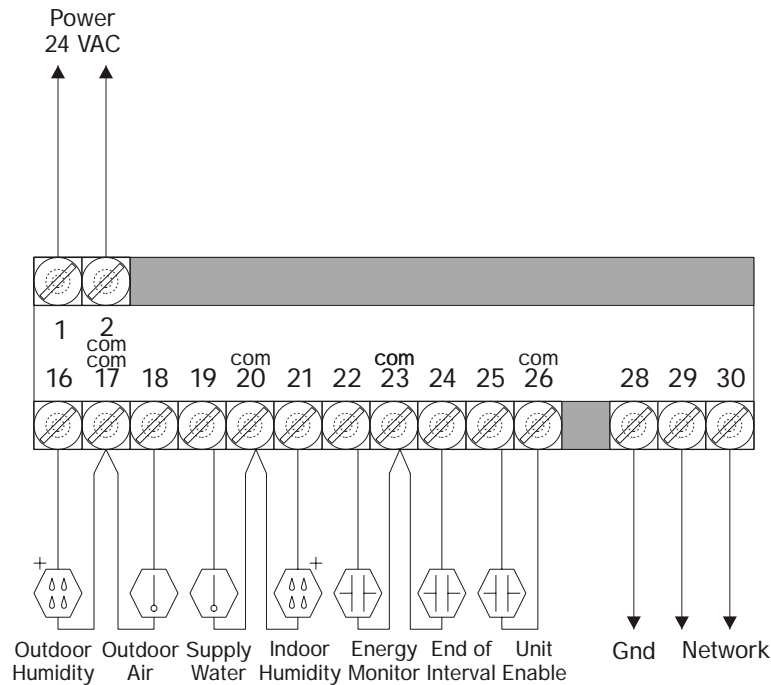 Power
24 VAC
1 2
com
com com com com
16 17 18 19 20 21 22 23 24 25 26 28 29 30
+ +
Outdoor Humidity
Outdoor Air
Supply Water
Indoor Humidity
Energy Monitor
End of Interval
Unit Enable
Gnd
Network